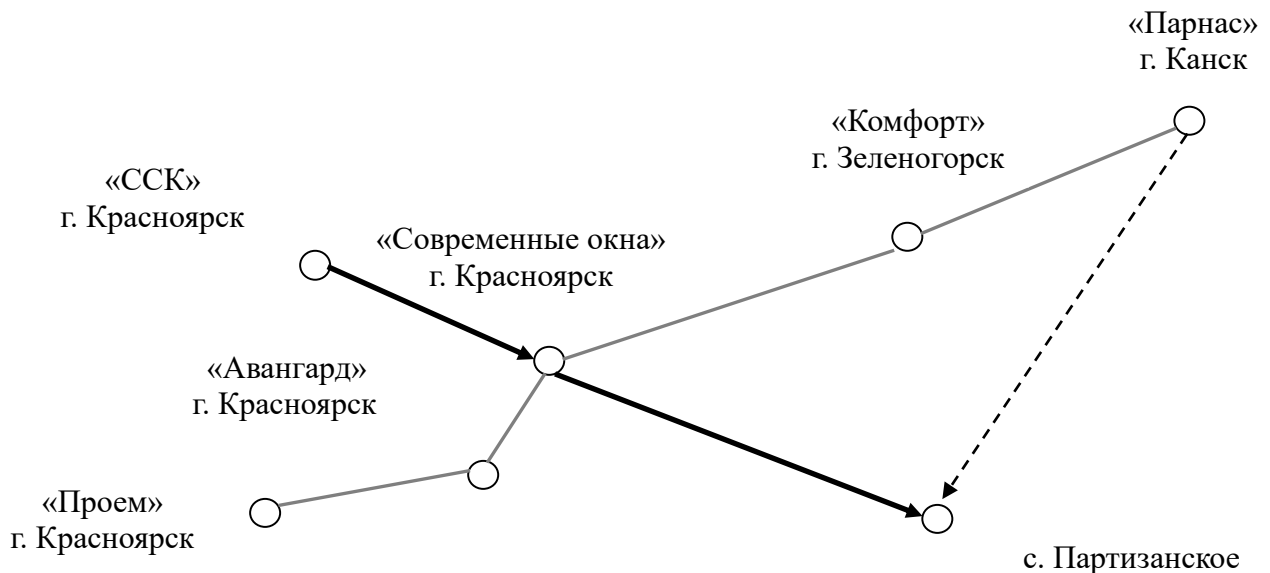 «Парнас»
г. Канск
«Комфорт»
г. Зеленогорск
«ССК»
г. Красноярск
«Современные окна»
г. Красноярск
«Авангард»
г. Красноярск
«Проем»
г. Красноярск
с. Партизанское